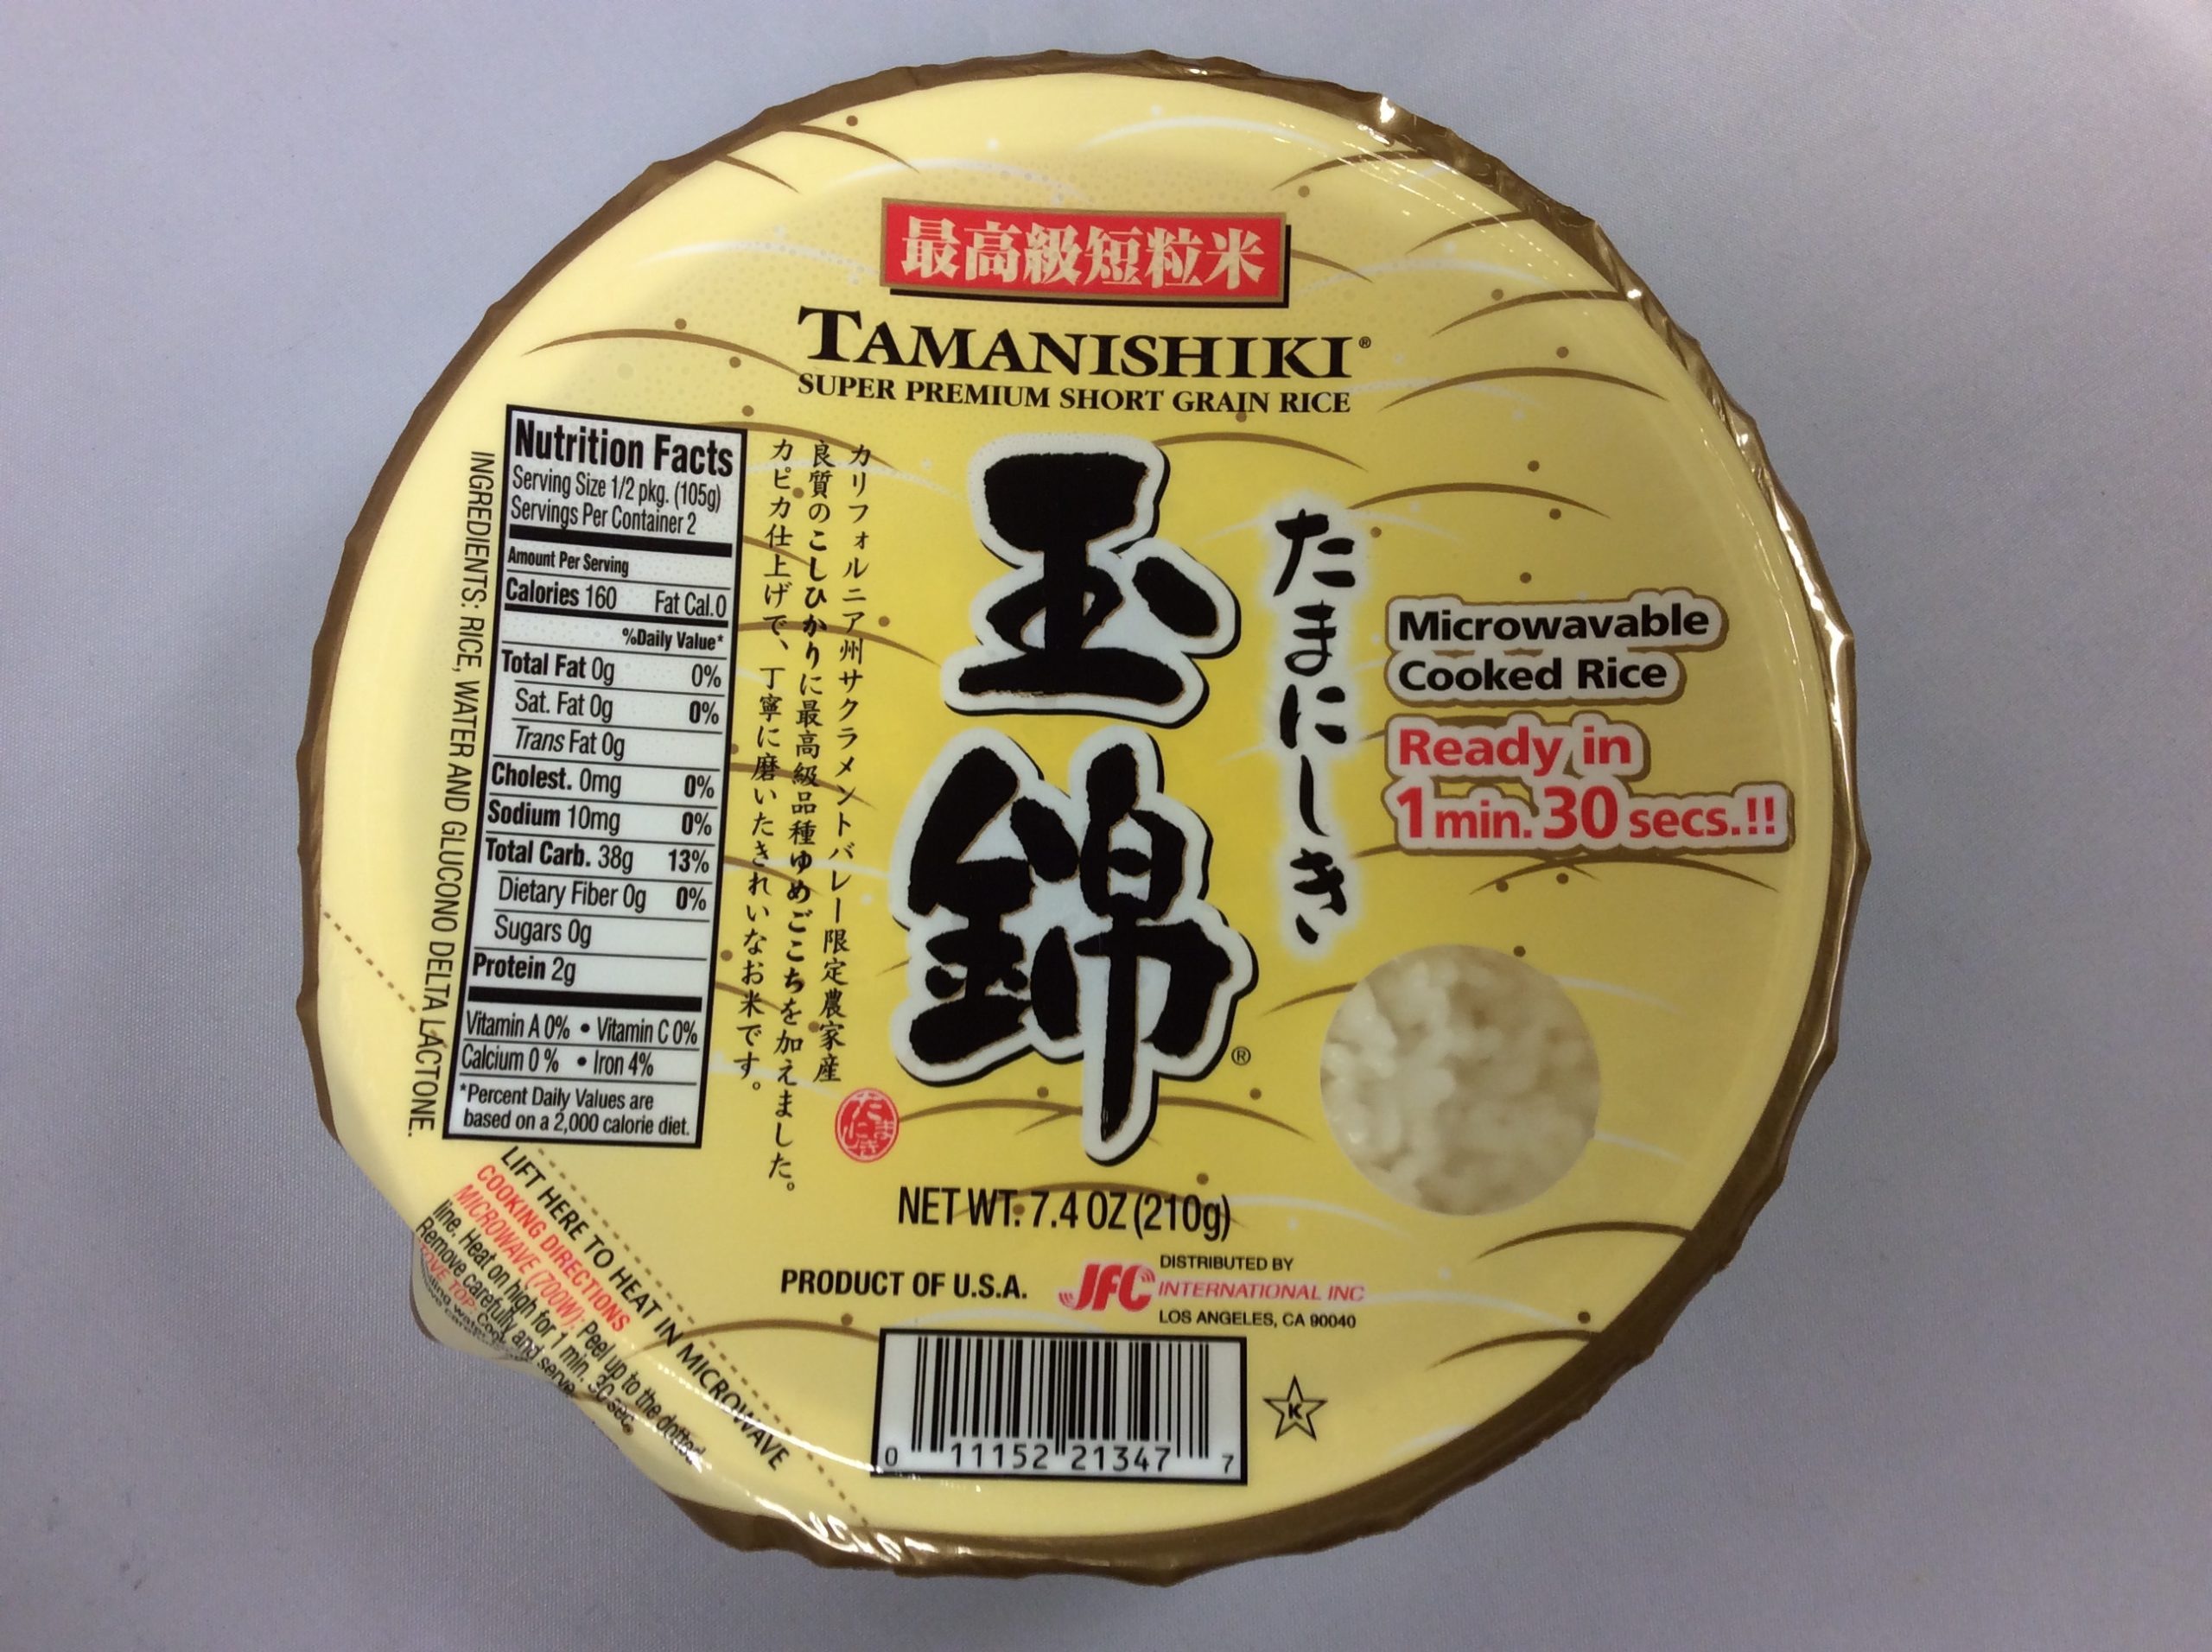 最高級短粒米
TAMANISHIKI®
SUPER PREMIUM SHORT GRAIN RICE
玉錦®
たまにしき
Microwavable
Cooked Rice
Ready in
1 min. 30 secs.!!
カリフォルニア州サクラメントバレー限定農家産
良質のこしひかりに最高級品種ゆめごこちを加えました。
カピカ仕上げで、丁寧に磨いたきれいなお米です。
たまにしき
Nutrition Facts
Serving Size 1/2 pkg. (105g)
Servings Per Container 2
Amount Per Serving
Calories 160 Fat Cal. 0
%Daily Value*
Total Fat 0g 0%
Sat. Fat 0g 0%
Trans Fat 0g
Cholest. 0mg 0%
Sodium 10mg 0%
Total Carb. 38g 13%
Dietary Fiber 0g 0%
Sugars 0g
Protein 2g
Vitamin A 0% • Vitamin C 0%
Calcium 0 % • Iron 4%
*Percent Daily Values are
based on a 2,000 calorie diet.
INGREDIENTS: RICE, WATER AND GLUCONO DELTA LACTONE.
LIFT HERE TO HEAT IN MICROWAVE
COOKING DIRECTIONS
MICROWAVE (700W): Peel up to the dotted
line. Heat on high for 1 min. 30 sec.
Remove carefully and serve
NET WT. 7.4 OZ (210g)
PRODUCT OF U.S.A.
JFC
DISTRIBUTED BY
INTERNATIONAL INC
LOS ANGELES, CA 90040
0 11152 21347 7
K